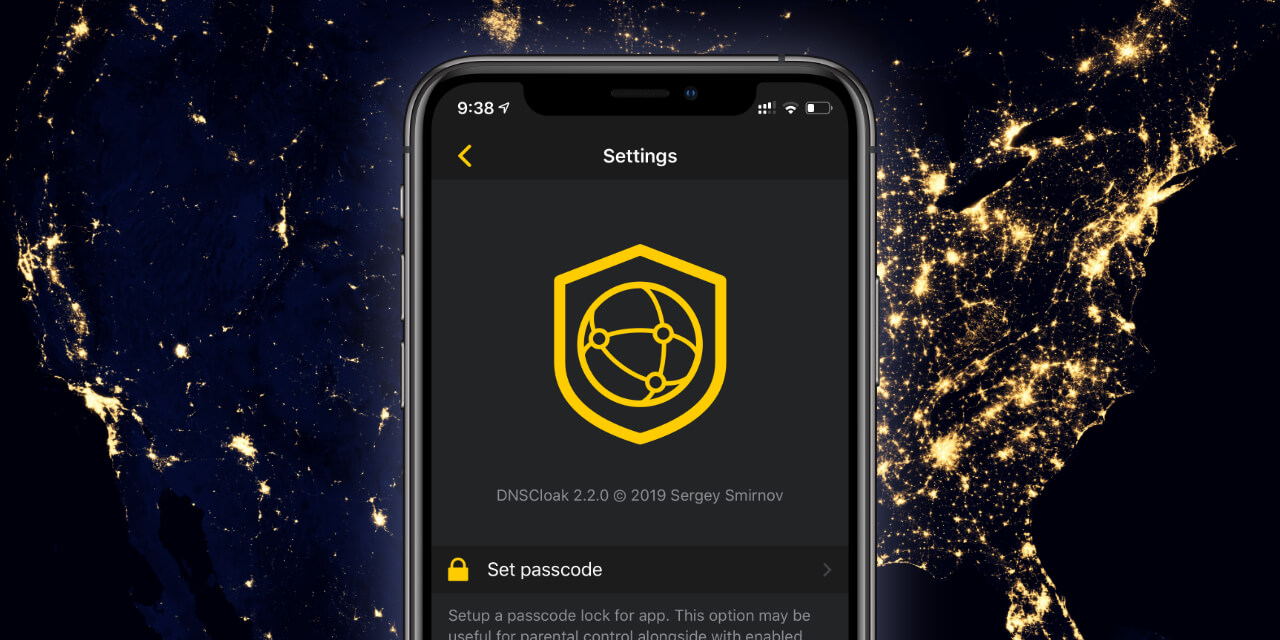 9:38
Settings
DNSCloak 2.2.0 © 2019 Sergey Smirnov
Set passcode
Setup a passcode lock for app. This option may be
useful for parental control alongside with enabled